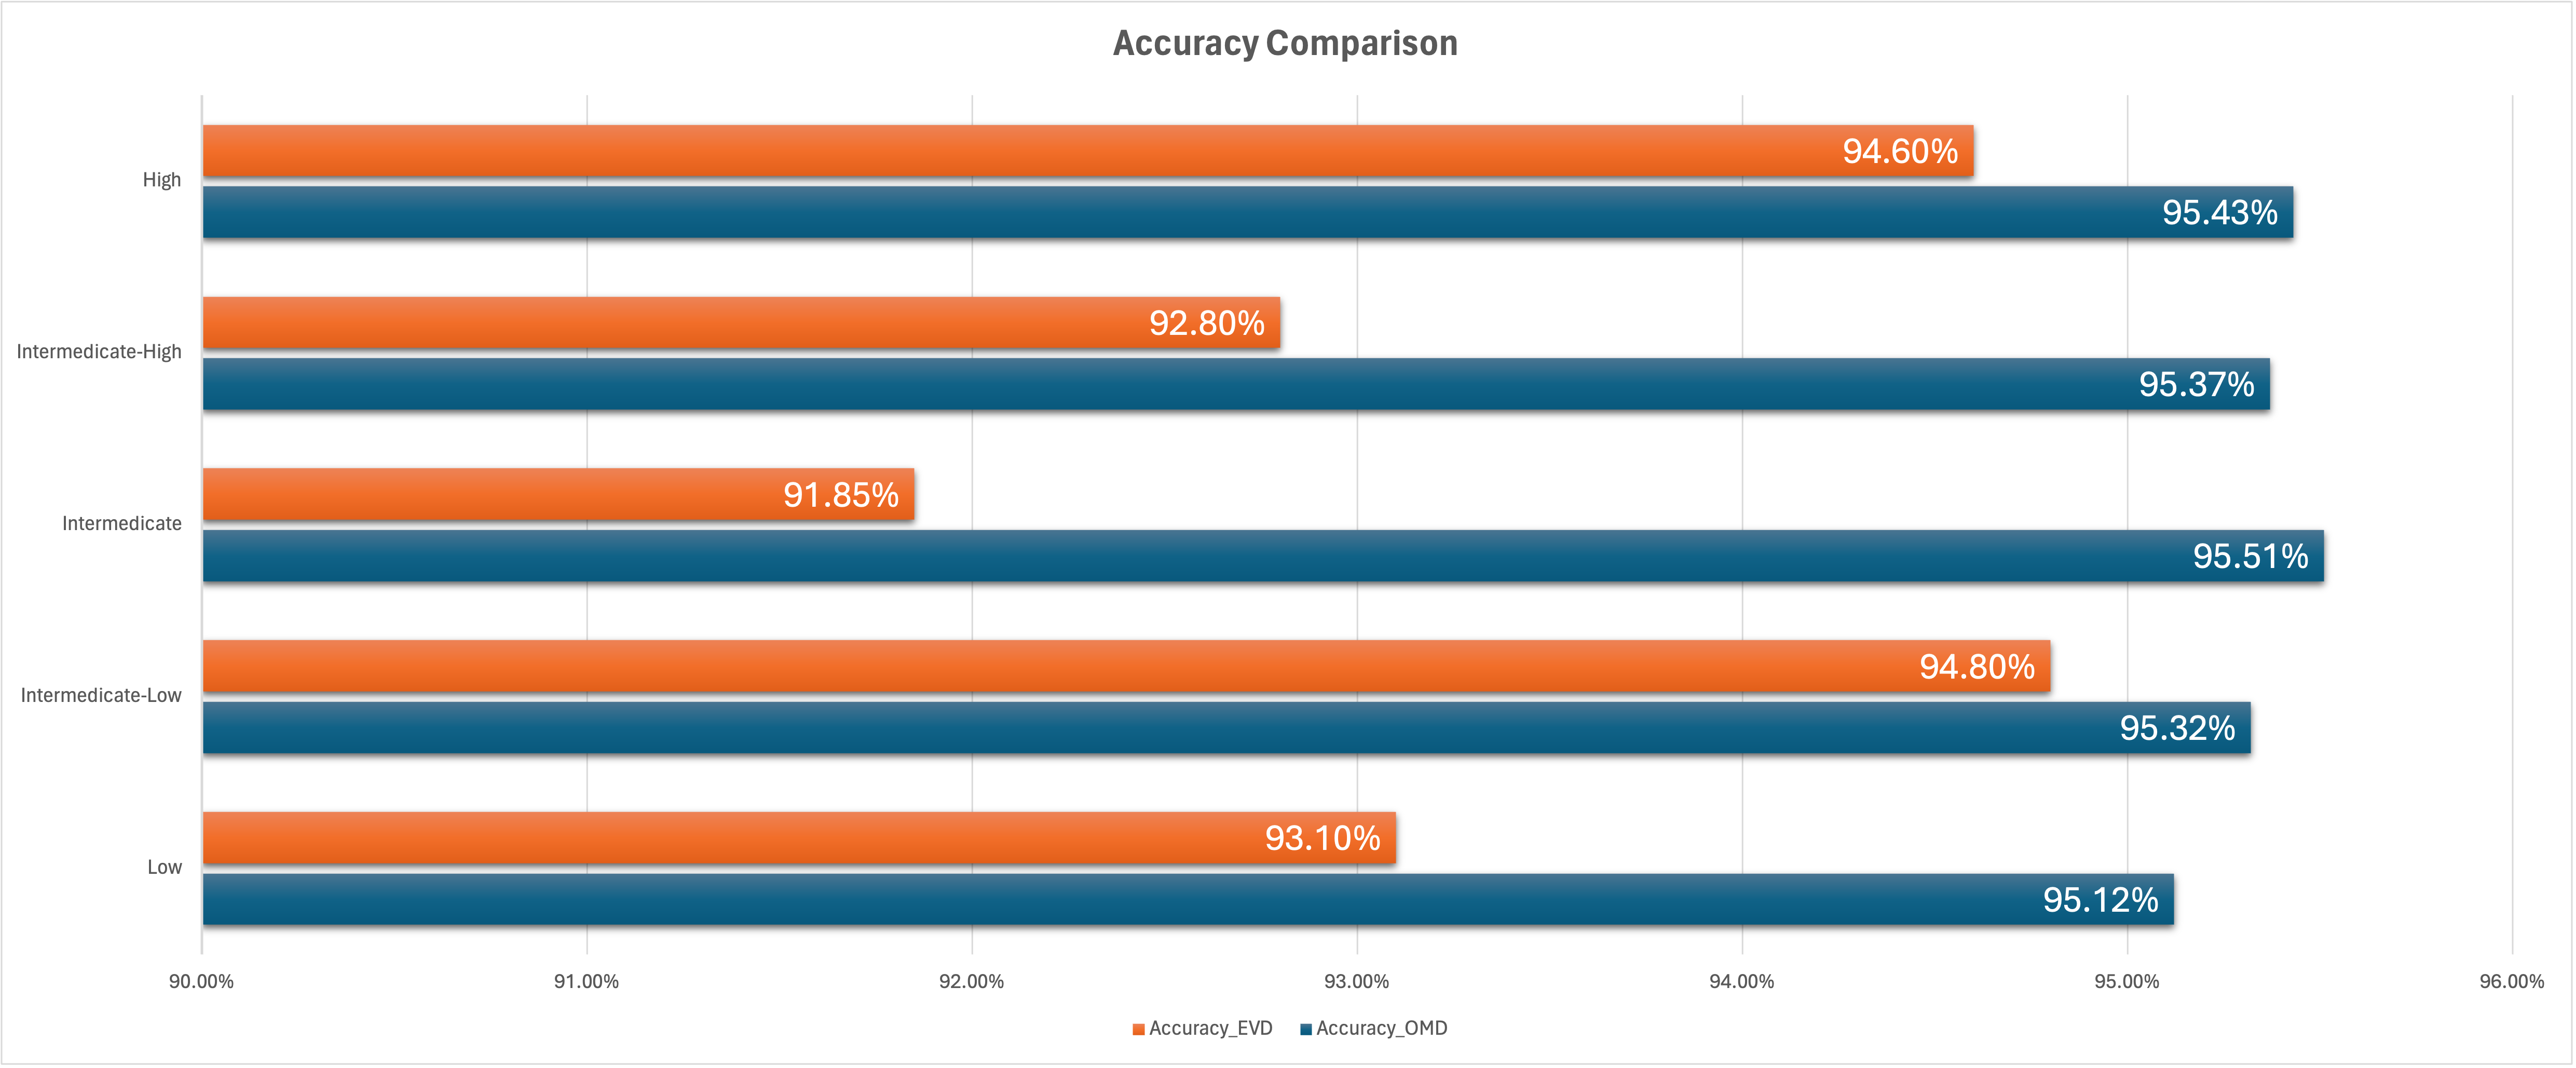 Accuracy Comparison
High
94.60%
95.43%
Intermedicate-High
92.80%
95.37%
Intermedicate
91.85%
95.51%
Intermedicate-Low
94.80%
95.32%
Low
93.10%
95.12%
90.00% 91.00% 92.00% 93.00% 94.00% 95.00% 96.00%
Accuracy_EVD Accuracy_OMD